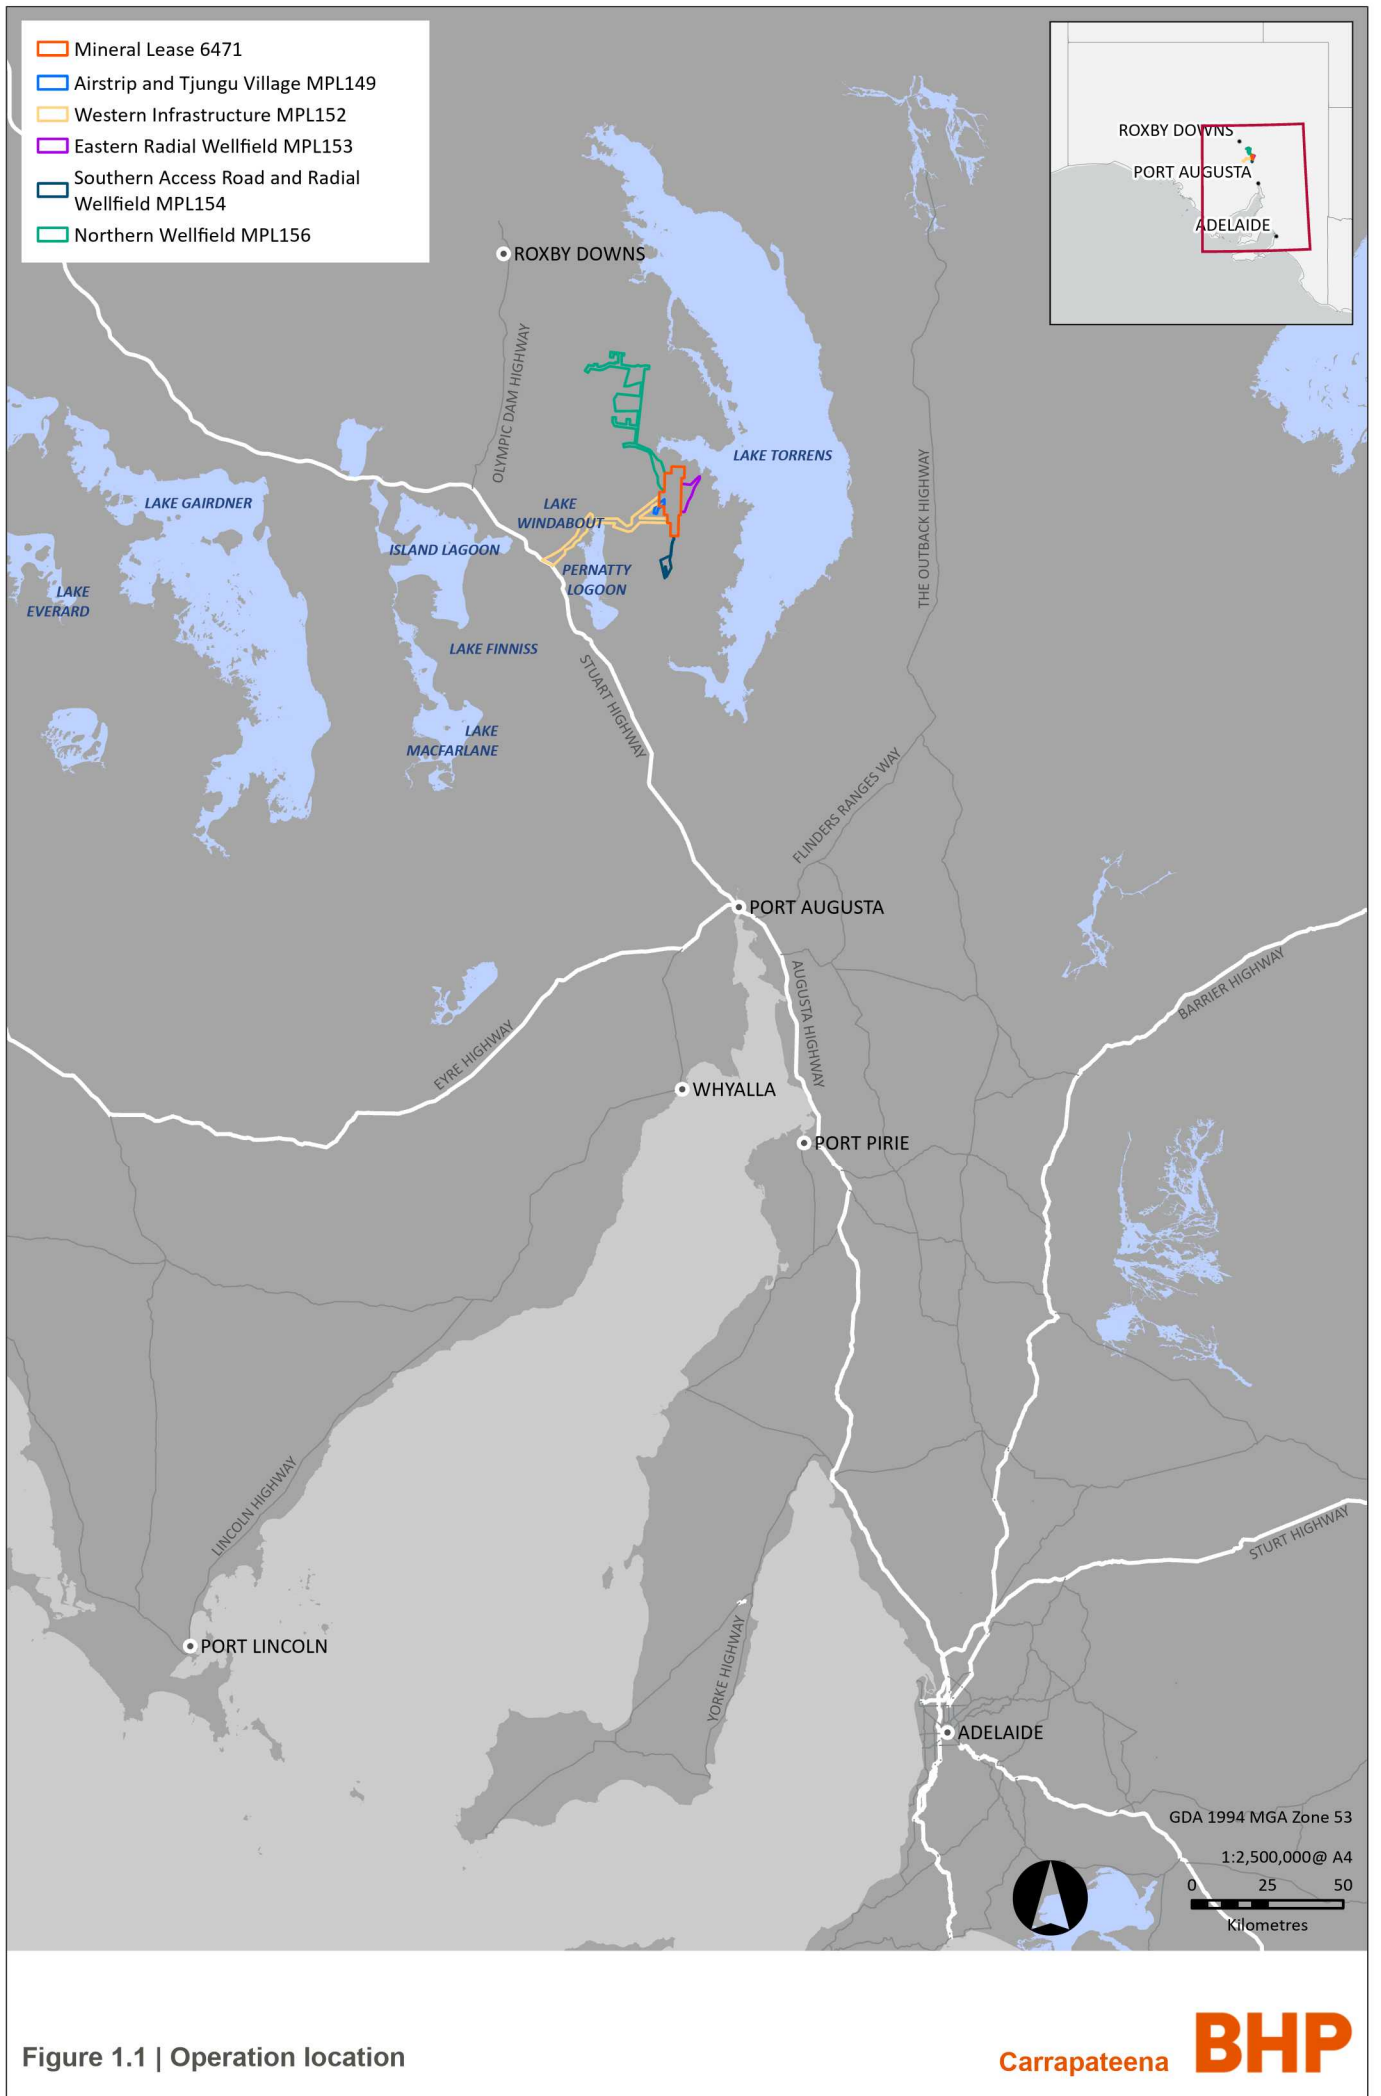 Mineral Lease 6471
Airstrip and Tjungu Village MPL149
Western Infrastructure MPL152
Eastern Radial Wellfield MPL153
Southern Access Road and Radial
Wellfield MPL154
Northern Wellfield MPL156
ROXBY DOWNS
PORT AUGUSTA
ADELAIDE
ROXBY DOWNS
OLYMPIC DAM HIGHWAY
LAKE TORRENS
THE OUTBACK HIGHWAY
LAKE GAIRDNER
LAKE
WINDABOUT
ISLAND LAGOON
PERNATTY
LOGOON
LAKE
EVERARD
LAKE FINNISS
STUART HIGHWAY
LAKE
MACFARLANE
FLINDERS RANGES WAY
PORT AUGUSTA
AUGUSTA HIGHWAY
BARRIER HIGHWAY
EYRE HIGHWAY
WHYALLA
PORT PIRIE
LINCOLN HIGHWAY
STURT HIGHWAY
PORT LINCOLN
YORKE HIGHWAY
ADELAIDE
GDA 1994 MGA Zone 53
1:2,500,000@ A4
0 25 50
Kilometres
Figure 1.1 | Operation location
Carrapateena
BHP